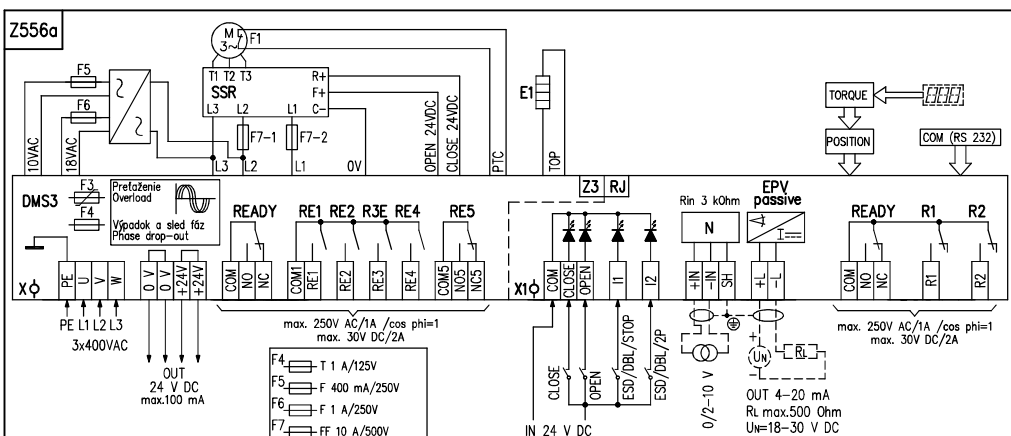 Z556a
M
3~
F1
F5
F6
T1 T2 T3
SSR
R+
F+
C-
L3 L2 L1
F7-1
F7-2
E1
TORQUE
POSITION
COM (RS 232)
10VAC
18VAC
L3
L2
L1
0V
OPEN 24VDC
CLOSE 24VDC
PTC
TOP
DMS3
F3
F4
Preťaženie
Overload
Výpadok a sled fáz
Phase drop-out
READY
RE1 RE2 R3E RE4
RE5
Z3 RJ
Rin 3 kOhm
N
EPV
passive
READY
R1
R2
X
PE
U
V
W
0 V
0 V
+24V
+24V
COM
NO
NC
COM1
RE1
RE2
RE3
RE4
COM5
NO5
NC5
X1
COM
CLOSE
OPEN
I1
I2
+IN
-IN
SH
+L
-L
COM
NO
NC
R1
R2
PE L1 L2 L3
3x400VAC
OUT
24 V DC
max.100 mA
max. 250V AC/1A /cos phi=1
max. 30V DC/2A
F4 T 1 A/125V
F5 F 400 mA/250V
F6 F 1 A/250V
F7 FF 10 A/500V
CLOSE
OPEN
ESD/DBL/STOP
ESD/DBL/2P
IN 24 V DC
0/2-10 V
+
UN
-
RL
OUT 4-20 mA
RL max.500 Ohm
UN=18-30 V DC
max. 250V AC/1A /cos phi=1
max. 30V DC/2A